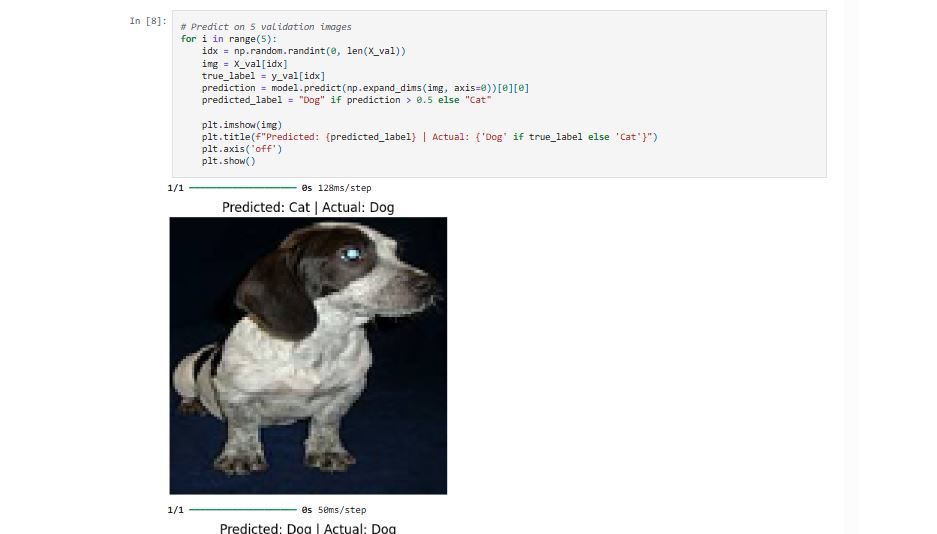 In [8]:
# Predict on 5 validation images
for i in range(5):
    idx = np.random.randint(0, len(X_val))
    img = X_val[idx]
    true_label = y_val[idx]
    prediction = model.predict(np.expand_dims(img, axis=0))[0][0]
    predicted_label = "Dog" if prediction > 0.5 else "Cat"

    plt.imshow(img)
    plt.title(f"Predicted: {predicted_label} | Actual: {'Dog' if true_label else 'Cat'}")
    plt.axis('off')
    plt.show()
1/1 0s 128ms/step
Predicted: Cat | Actual: Dog
1/1 0s 50ms/step
Predicted: Dog | Actual: Dog